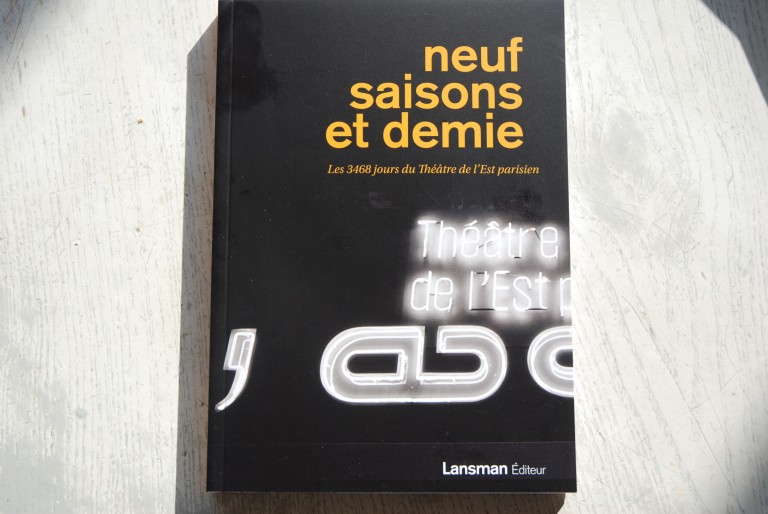 neuf
saisons
et demie
Les 3468 jours du Théâtre de l'Est parisien
Théâtre
de l'Est p
Lansman Éditeur